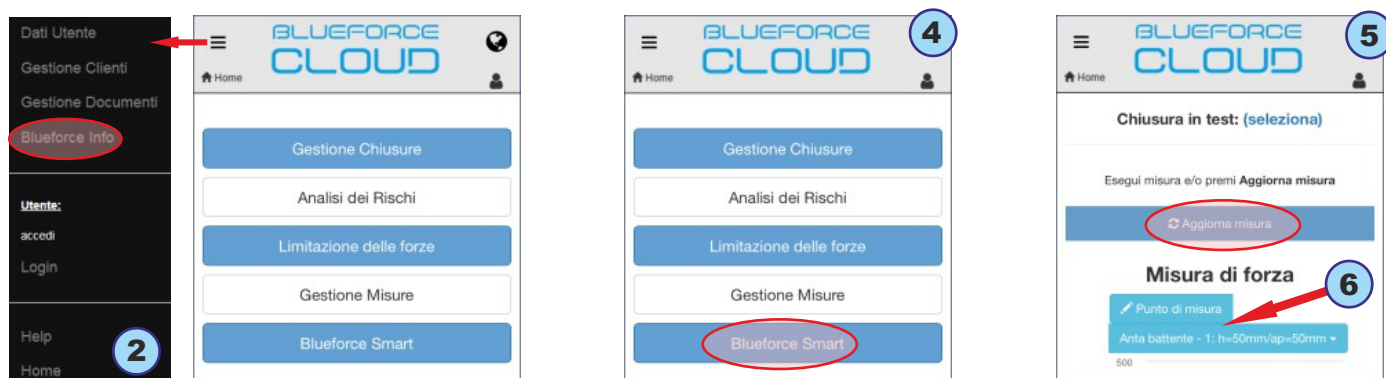 Dati Utente
Gestione Clienti
Gestione Documenti
Blueforce Info
Utente:
accedi
Login
Help
Home
2
BLUEFORCE
CLOUD
Home
Gestione Chiusure
Analisi dei Rischi
Limitazione delle forze
Gestione Misure
Blueforce Smart
BLUEFORCE
CLOUD
4
Home
Gestione Chiusure
Analisi dei Rischi
Limitazione delle forze
Gestione Misure
Blueforce Smart
BLUEFORCE
CLOUD
5
Home
Chiusura in test: (seleziona)
Esegui misura e/o premi Aggiorna misura
Aggiorna misura
Misura di forza
6
Punto di misura
Anta battente - 1: h=50mm/ap=50mm
500